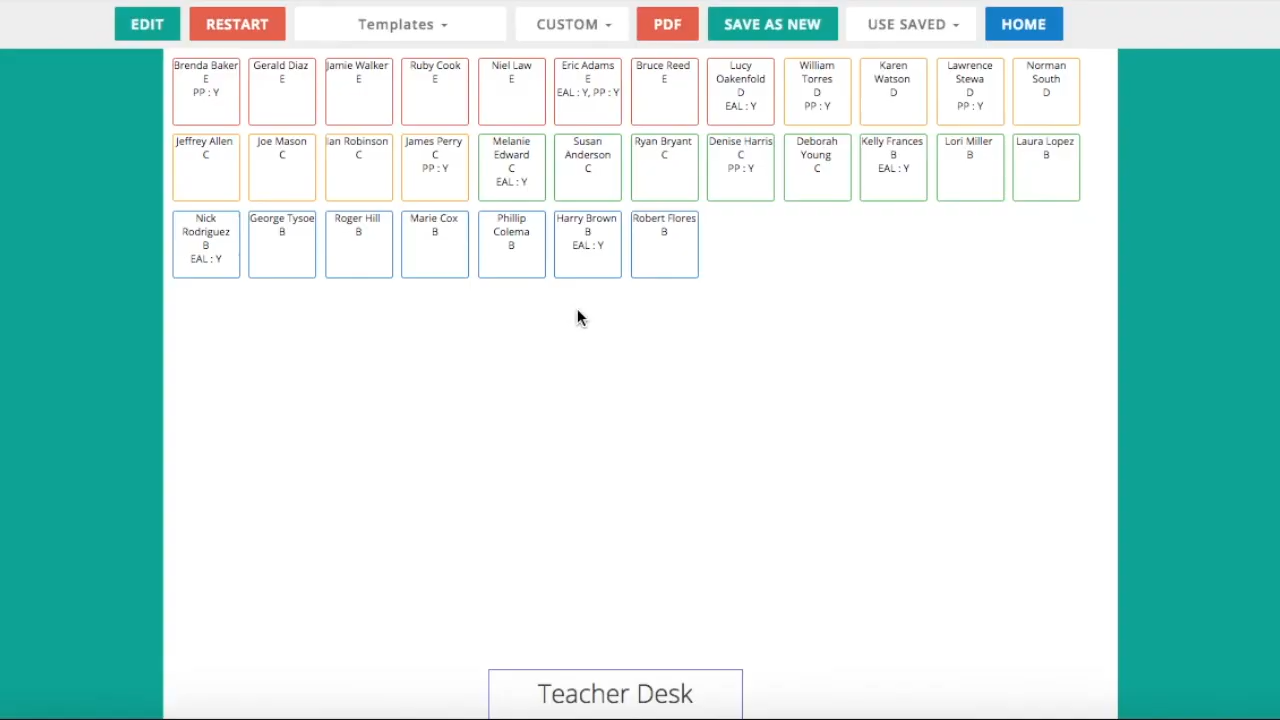 EDIT RESTART Templates CUSTOM PDF SAVE AS NEW USE SAVED HOME
Brenda Baker
E
PP : Y
Gerald Diaz
E
Jamie Walker
E
Ruby Cook
E
Niel Law
E
Eric Adams
E
EAL : Y, PP : Y
Bruce Reed
E
Lucy
Oakenfold
D
EAL : Y
William
Torres
D
PP : Y
Karen
Watson
D
Lawrence
Stewa
D
PP : Y
Norman
South
D
Jeffrey Allen
C
Joe Mason
C
Ian Robinson
C
James Perry
C
PP : Y
Melanie
Edward
C
EAL : Y
Susan
Anderson
C
Ryan Bryant
C
Denise Harris
C
PP : Y
Deborah
Young
C
Kelly Frances
B
EAL : Y
Lori Miller
B
Laura Lopez
B
Nick
Rodriguez
B
EAL : Y
George Tysoe
B
Roger Hill
B
Marie Cox
B
Phillip
Colema
B
Harry Brown
B
EAL : Y
Robert Flores
B
Teacher Desk